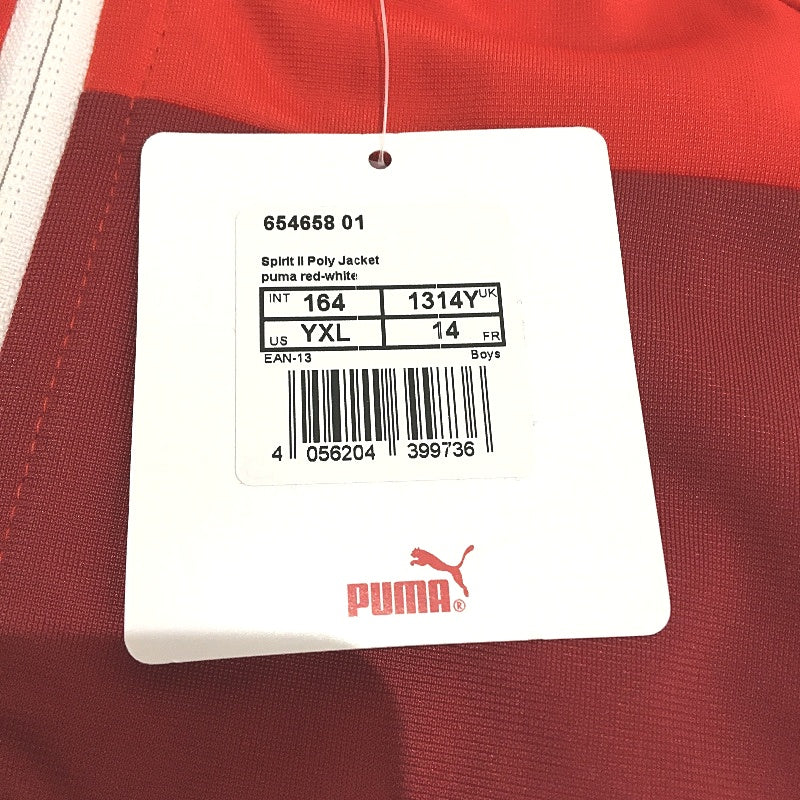 654658 01
Spirit II Poly Jacket
puma red-white
INT 164 1314Y UK
US YXL 14 FR
EAN-13 Boys
4 056204 399736
PUMA®